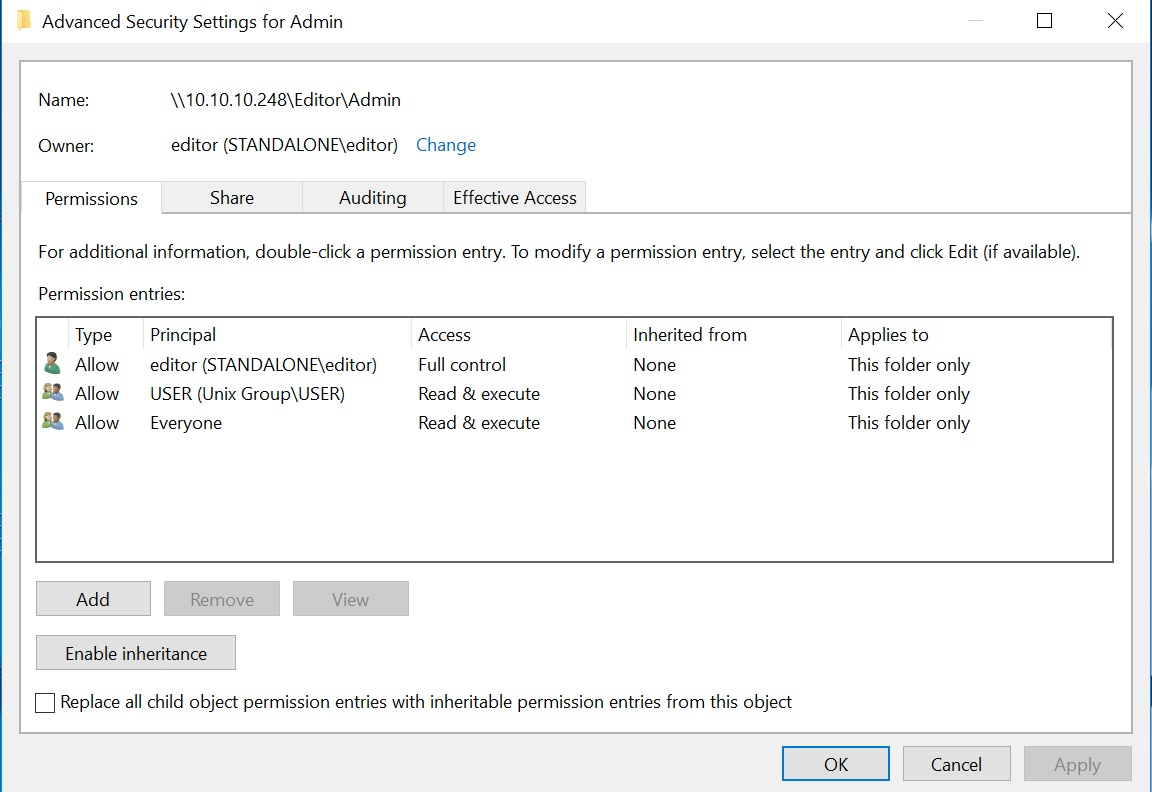 Advanced Security Settings for Admin
Name: \\10.10.10.248\Editor\Admin
Owner: editor (STANDALONE\editor) Change
Permissions Share Auditing Effective Access
For additional information, double-click a permission entry. To modify a permission entry, select the entry and click Edit (if available).
Permission entries:
Type Principal Access Inherited from Applies to
Allow editor (STANDALONE\editor) Full control None This folder only
Allow USER (Unix Group\USER) Read & execute None This folder only
Allow Everyone Read & execute None This folder only
Add Remove View
Enable inheritance
Replace all child object permission entries with inheritable permission entries from this object
OK Cancel Apply